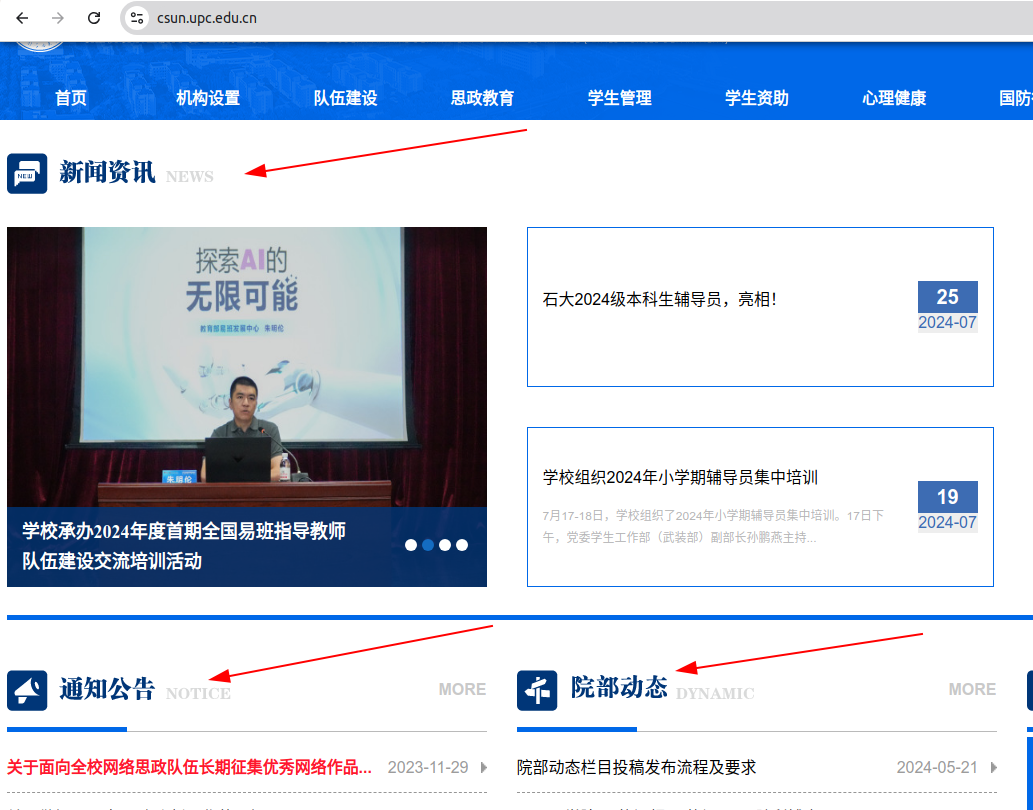 csun.upc.edu.cn
首页 机构设置 队伍建设 思政教育 学生管理 学生资助 心理健康 国防
NEW 新闻资讯 NEWS
探索AI的
无限可能
教育部易班发展中心 朱明伦
朱明伦
学校承办2024年度首期全国易班指导教师
队伍建设交流培训活动
石大2024级本科生辅导员，亮相！
25
2024-07
学校组织2024年小学期辅导员集中培训
7月17-18日，学校组织了2024年小学期辅导员集中培训。17日下
午，党委学生工作部（武装部）副部长孙鹏燕主持...
19
2024-07
通知公告 NOTICE MORE
关于面向全校网络思政队伍长期征集优秀网络作品... 2023-11-29
院部动态 DYNAMIC MORE
院部动态栏目投稿发布流程及要求 2024-05-21